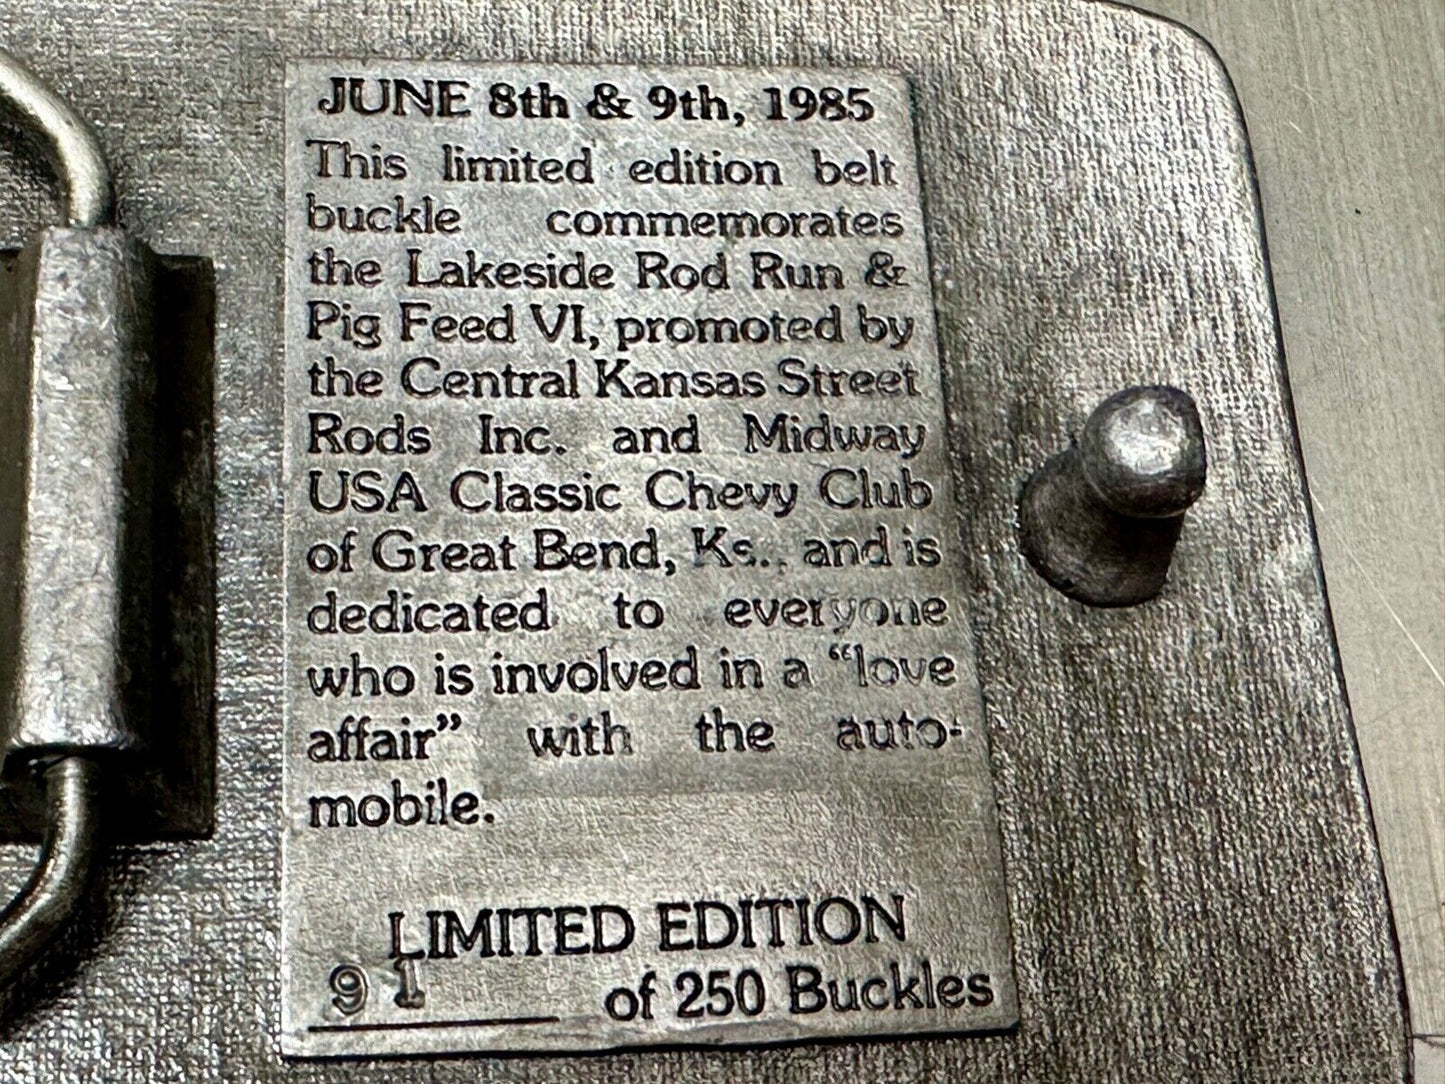 JUNE 8th & 9th, 1985
This limited edition belt
buckle commemorates
the Lakeside Rod Run &
Pig Feed VI, promoted by
the Central Kansas Street
Rods Inc. and Midway
USA Classic Chevy Club
of Great Bend, Ks., and is
dedicated to everyone
who is involved in a “love
affair” with the auto-
mobile.
LIMITED EDITION
91 of 250 Buckles